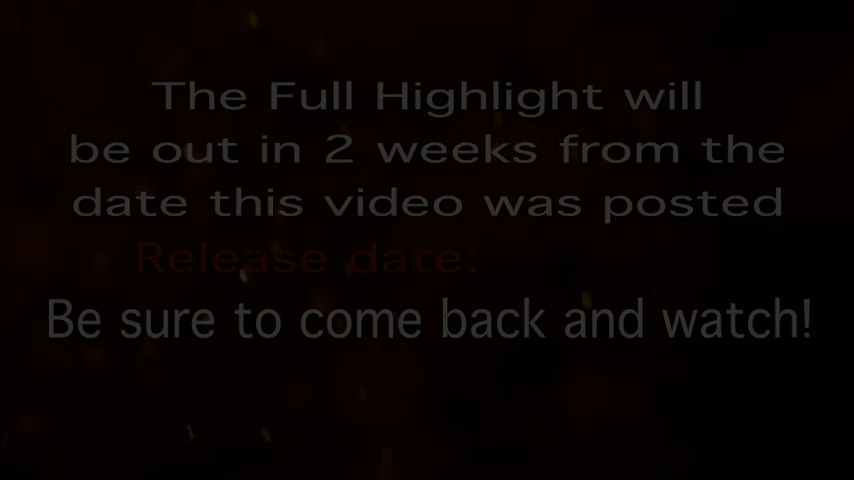 The Full Highlight will
be out in 2 weeks from the
date this video was posted
Release date:
Be sure to come back and watch!